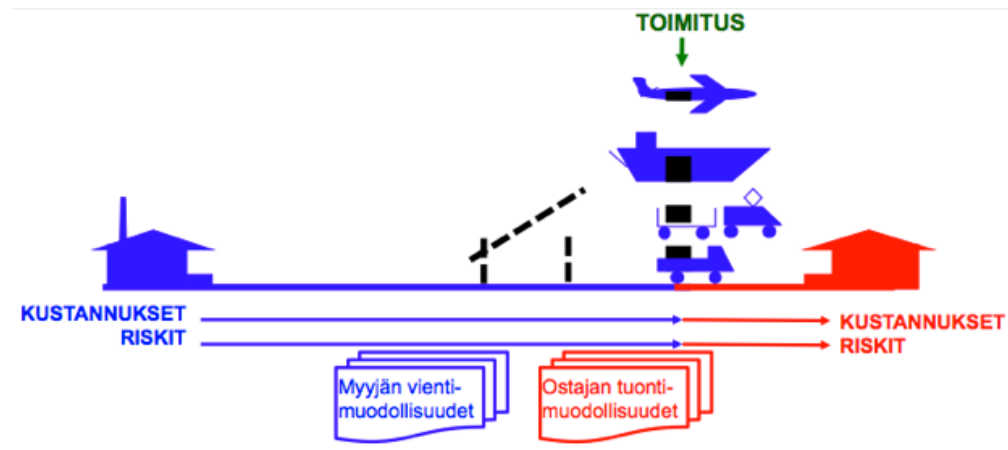 TOIMITUS
KUSTANNUKSET
RISKIT
KUSTANNUKSET
RISKIT
Myyjän vienti-
muodollisuudet
Ostajan tuonti-
muodollisuudet